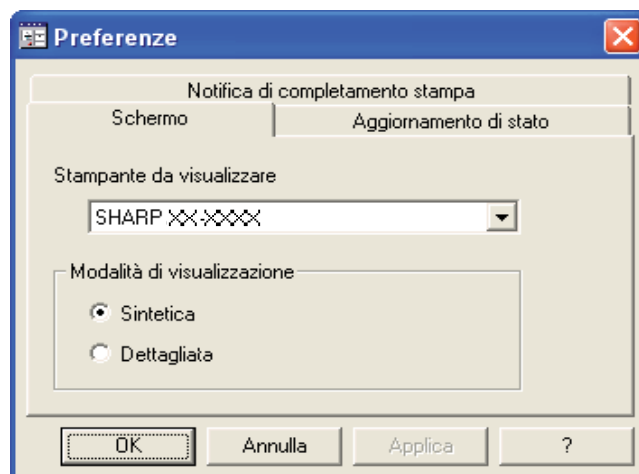 Preferenze
Notifica di completamento stampa
Schermo
Aggiornamento di stato
Stampante da visualizzare
SHARP XX-XXXX
Modalità di visualizzazione
Sintetica
Dettagliata
OK
Annulla
Applica
?